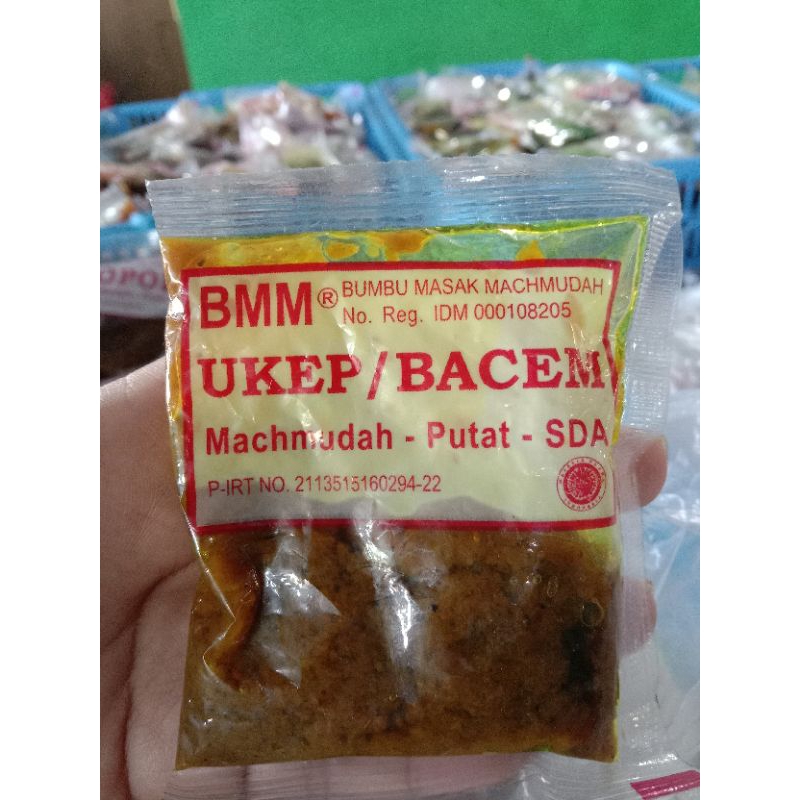 BMM® BUMBU MASAK MACHMUDAH
No. Reg. IDM 000108205
UKEP / BACEM
Machmudah - Putat - SDA
P-IRT NO. 2113515160294-22